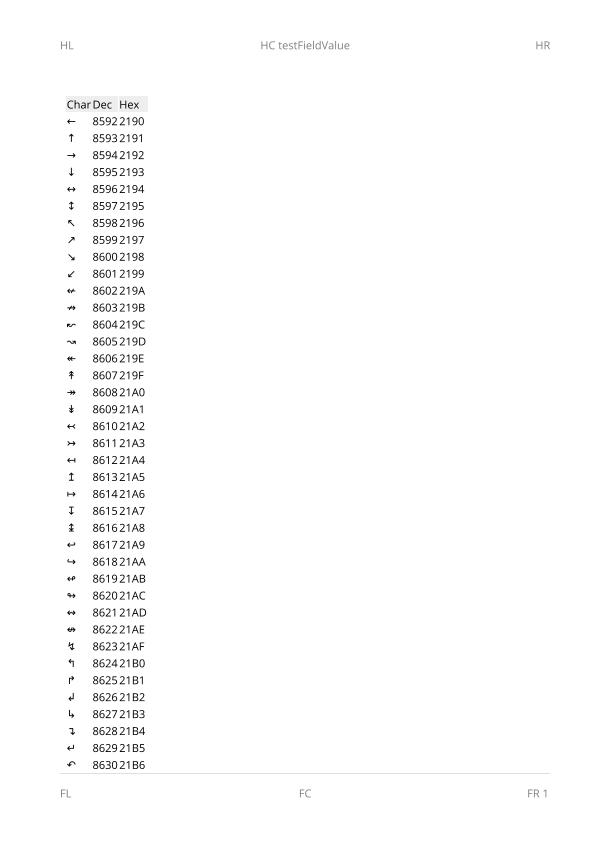 HL HC testFieldValue HR
Char Dec Hex
← 8592 2190
↑ 8593 2191
→ 8594 2192
↓ 8595 2193
↔ 8596 2194
↕ 8597 2195
↖ 8598 2196
↗ 8599 2197
↘ 8600 2198
↙ 8601 2199
↚ 8602 219A
↛ 8603 219B
↜ 8604 219C
↝ 8605 219D
↞ 8606 219E
↟ 8607 219F
↠ 8608 21A0
↡ 8609 21A1
↢ 8610 21A2
↣ 8611 21A3
↤ 8612 21A4
↥ 8613 21A5
↦ 8614 21A6
↧ 8615 21A7
↨ 8616 21A8
↩ 8617 21A9
↪ 8618 21AA
↫ 8619 21AB
↬ 8620 21AC
↭ 8621 21AD
↮ 8622 21AE
↯ 8623 21AF
↰ 8624 21B0
↱ 8625 21B1
↲ 8626 21B2
↳ 8627 21B3
↴ 8628 21B4
↵ 8629 21B5
↶ 8630 21B6
FL FC FR 1